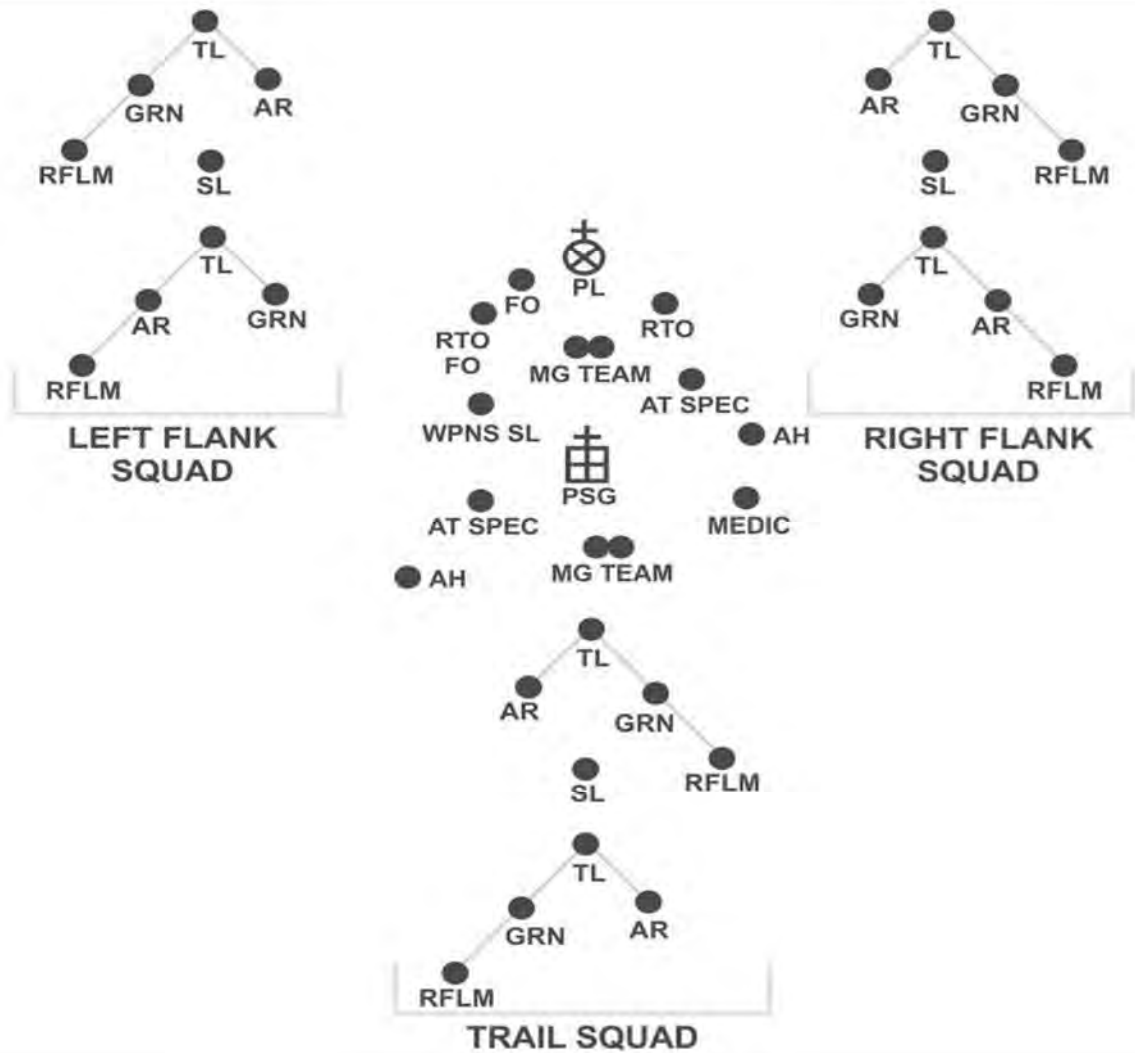 TL
GRN
AR
RFLM
SL
TL
AR
GRN
RFLM
LEFT FLANK
SQUAD
TL
AR
GRN
SL
RFLM
TL
GRN
AR
RFLM
RIGHT FLANK
SQUAD
PL
FO
RTO
RTO
FO
MG TEAM
AT SPEC
WPNS SL
AH
PSG
AT SPEC
MEDIC
MG TEAM
AH
TL
AR
GRN
RFLM
SL
TL
GRN
AR
RFLM
TRAIL SQUAD